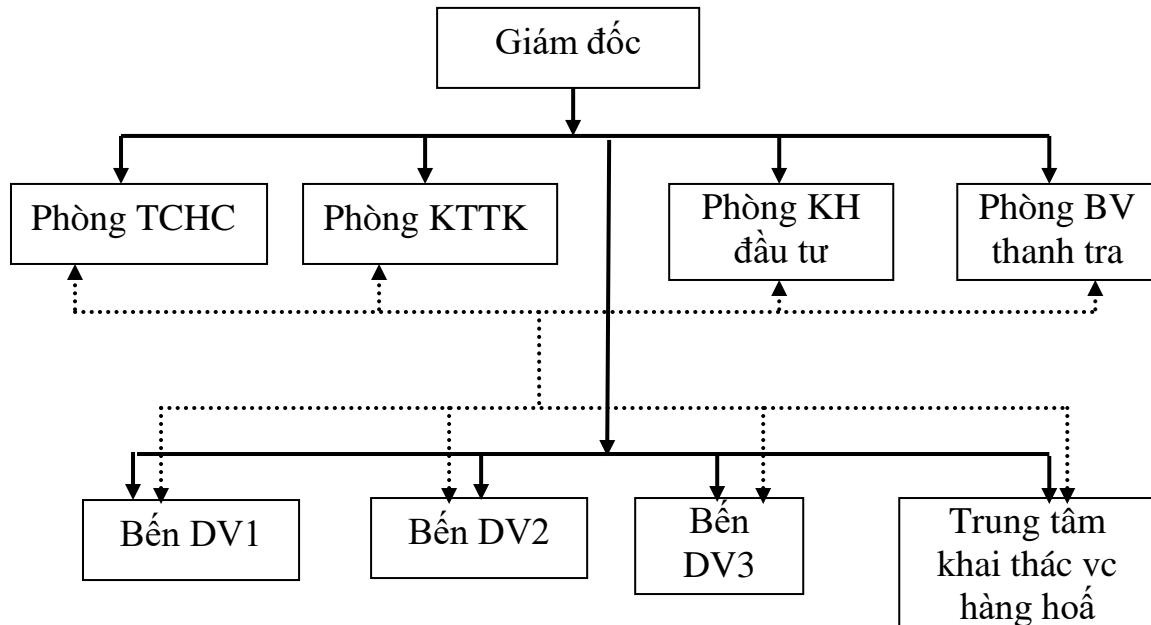 Giám đốc
Phòng TCHC
Phòng KTTK
Phòng KH
đầu tư
Phòng BV
thanh tra
Bến DV1
Bến DV2
Bến
DV3
Trung tâm
khai thác vc
hàng hoấ